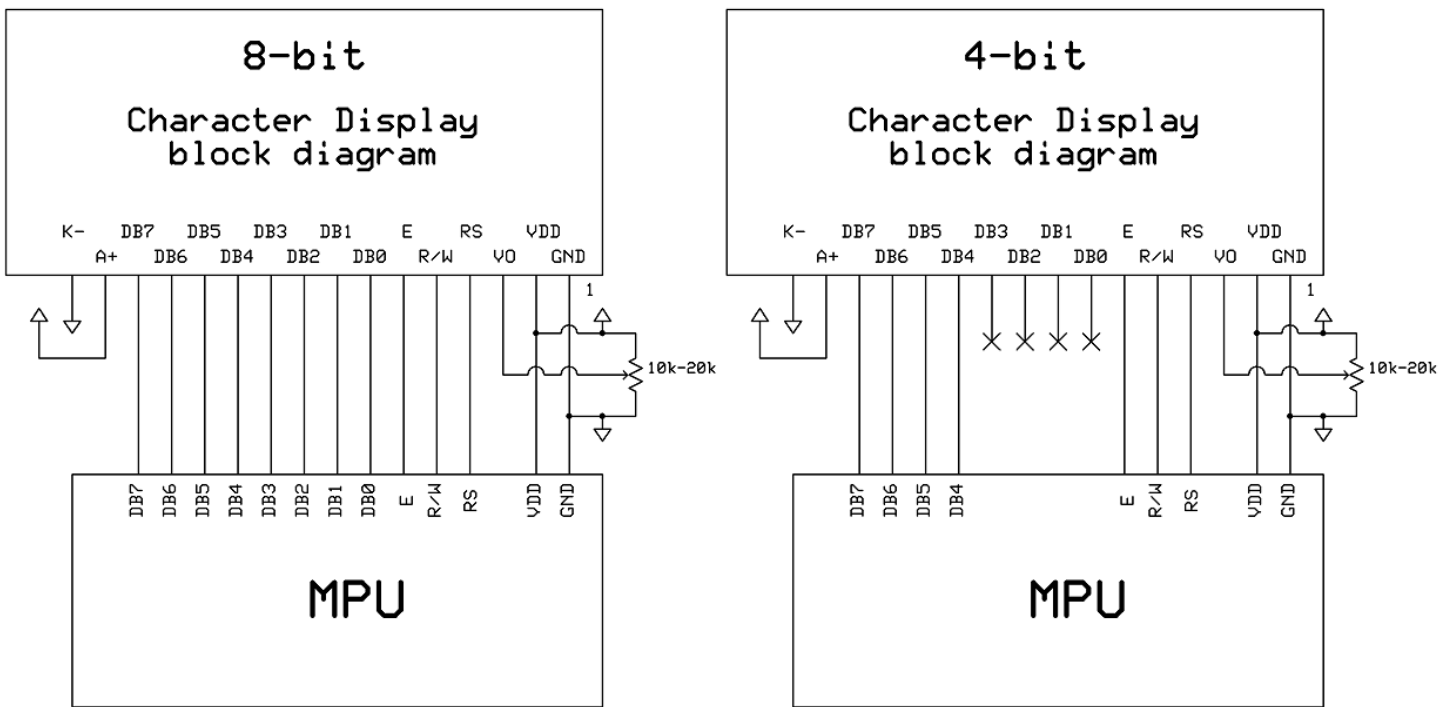 8-bit
Character Display
block diagram
K- DB7 DB5 DB3 DB1 E RS VDD
A+ DB6 DB4 DB2 DB0 R/W VO GND
1
10k-20k
DB7 DB6 DB5 DB4 DB3 DB2 DB1 DB0 E R/W RS VDD GND
MPU
4-bit
Character Display
block diagram
K- DB7 DB5 DB3 DB1 E RS VDD
A+ DB6 DB4 DB2 DB0 R/W VO GND
1
10k-20k
DB7 DB6 DB5 DB4 E R/W RS VDD GND
MPU